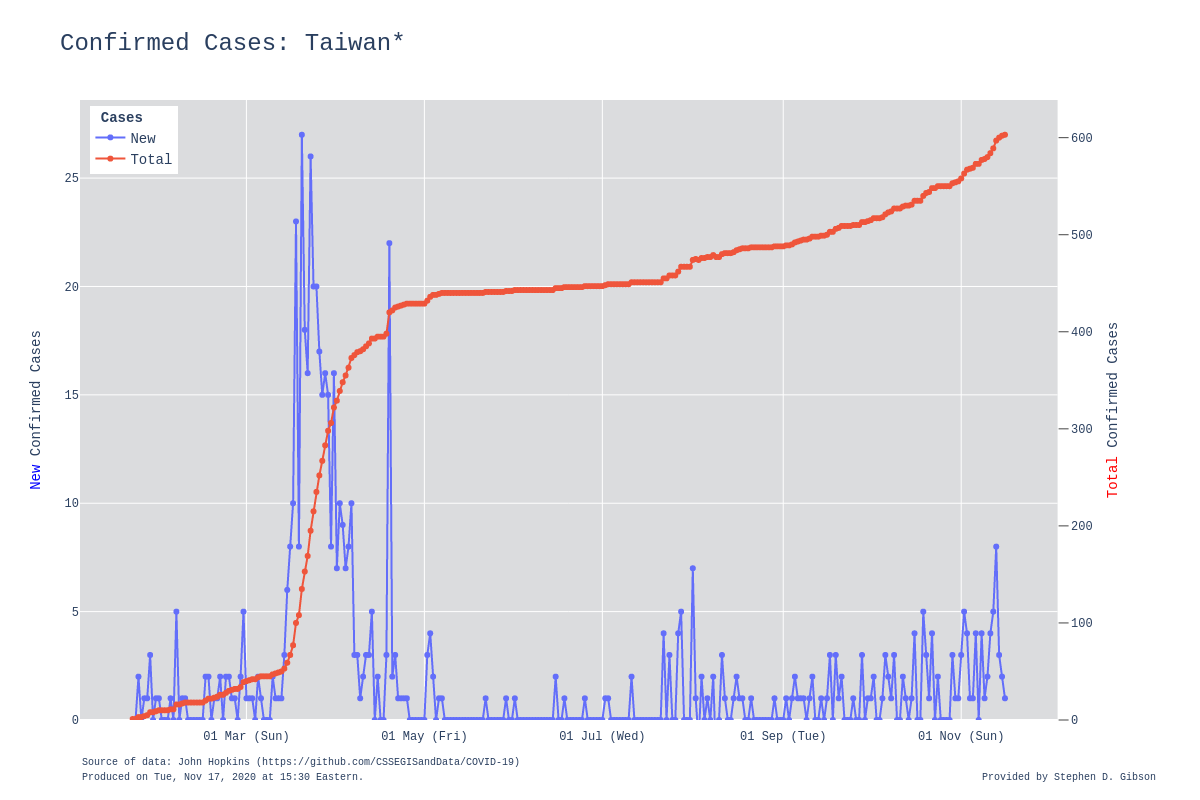 Confirmed Cases: Taiwan*
Cases
New
Total
25
20
15
10
5
0
600
500
400
300
200
100
0
New Confirmed Cases
Total Confirmed Cases
01 Mar (Sun)
01 May (Fri)
01 Jul (Wed)
01 Sep (Tue)
01 Nov (Sun)
Source of data: John Hopkins (https://github.com/CSSEGISandData/COVID-19)
Produced on Tue, Nov 17, 2020 at 15:30 Eastern.
Provided by Stephen D. Gibson